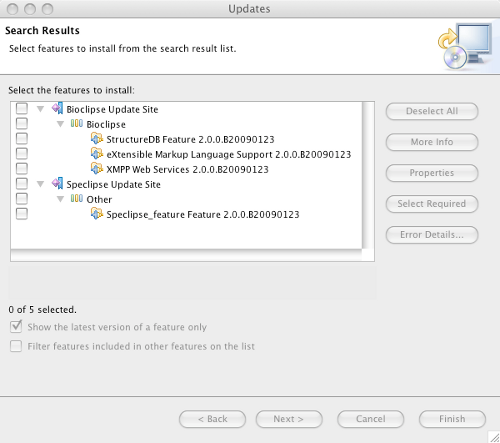 Updates
Search Results
Select features to install from the search result list.
Select the features to install:
Bioclipse Update Site
Bioclipse
StructureDB Feature 2.0.0.B20090123
eXtensible Markup Language Support 2.0.0.B20090123
XMPP Web Services 2.0.0.B20090123
Speclipse Update Site
Other
Speclipse_feature Feature 2.0.0.B20090123
Deselect All
More Info
Properties
Select Required
Error Details...
0 of 5 selected.
Show the latest version of a feature only
Filter features included in other features on the list
< Back
Next >
Cancel
Finish